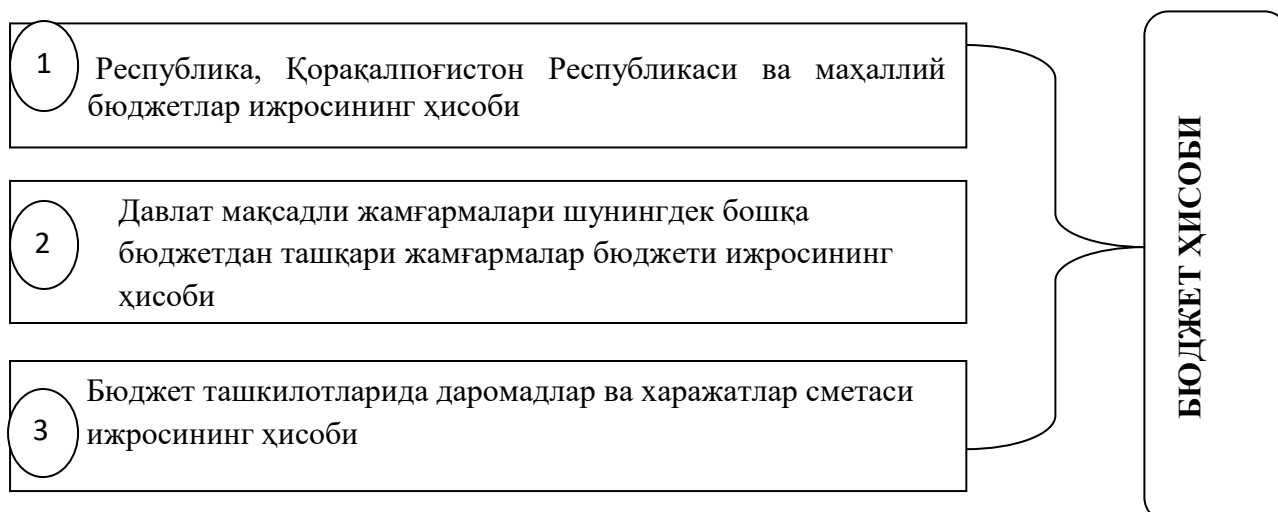 1
Республика, Қорақалпоғистон Республикаси ва маҳаллий
бюджетлар ижросининг ҳисоби
2
Давлат мақсадли жамғармалари шунингдек бошқа
бюджетдан ташқари жамғармалар бюджети ижросининг
ҳисоби
3
Бюджет ташкилотларида даромадлар ва харажатлар сметаси
ижросининг ҳисоби
БЮДЖЕТ ҲИСОБИ